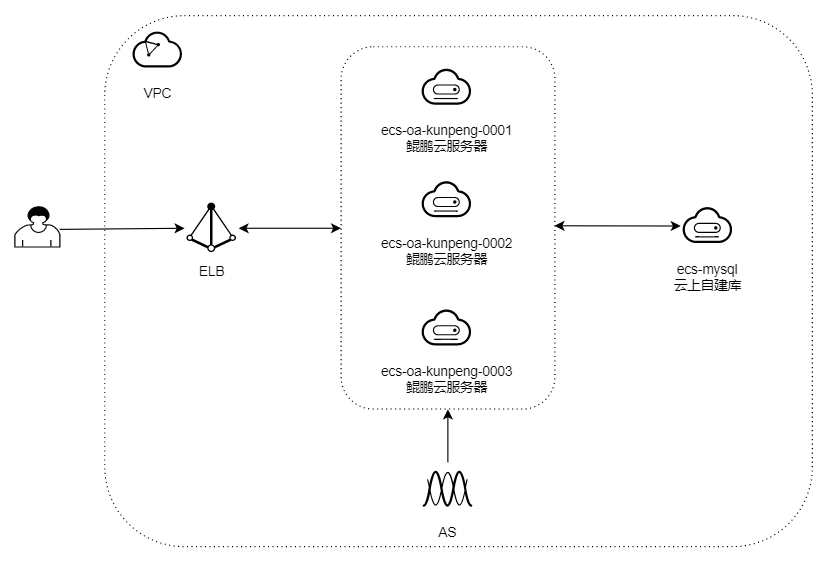 VPC
ecs-oa-kunpeng-0001
鲲鹏云服务器
ecs-oa-kunpeng-0002
鲲鹏云服务器
ELB
ecs-mysql
云上自建库
ecs-oa-kunpeng-0003
鲲鹏云服务器
AS